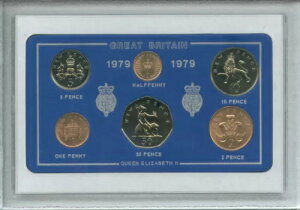 GREAT BRITAIN
1979 1979
HALFPENNY
5 PENCE
10 PENCE
ONE PENNY
50 PENCE
2 PENCE
QUEEN ELIZABETH II